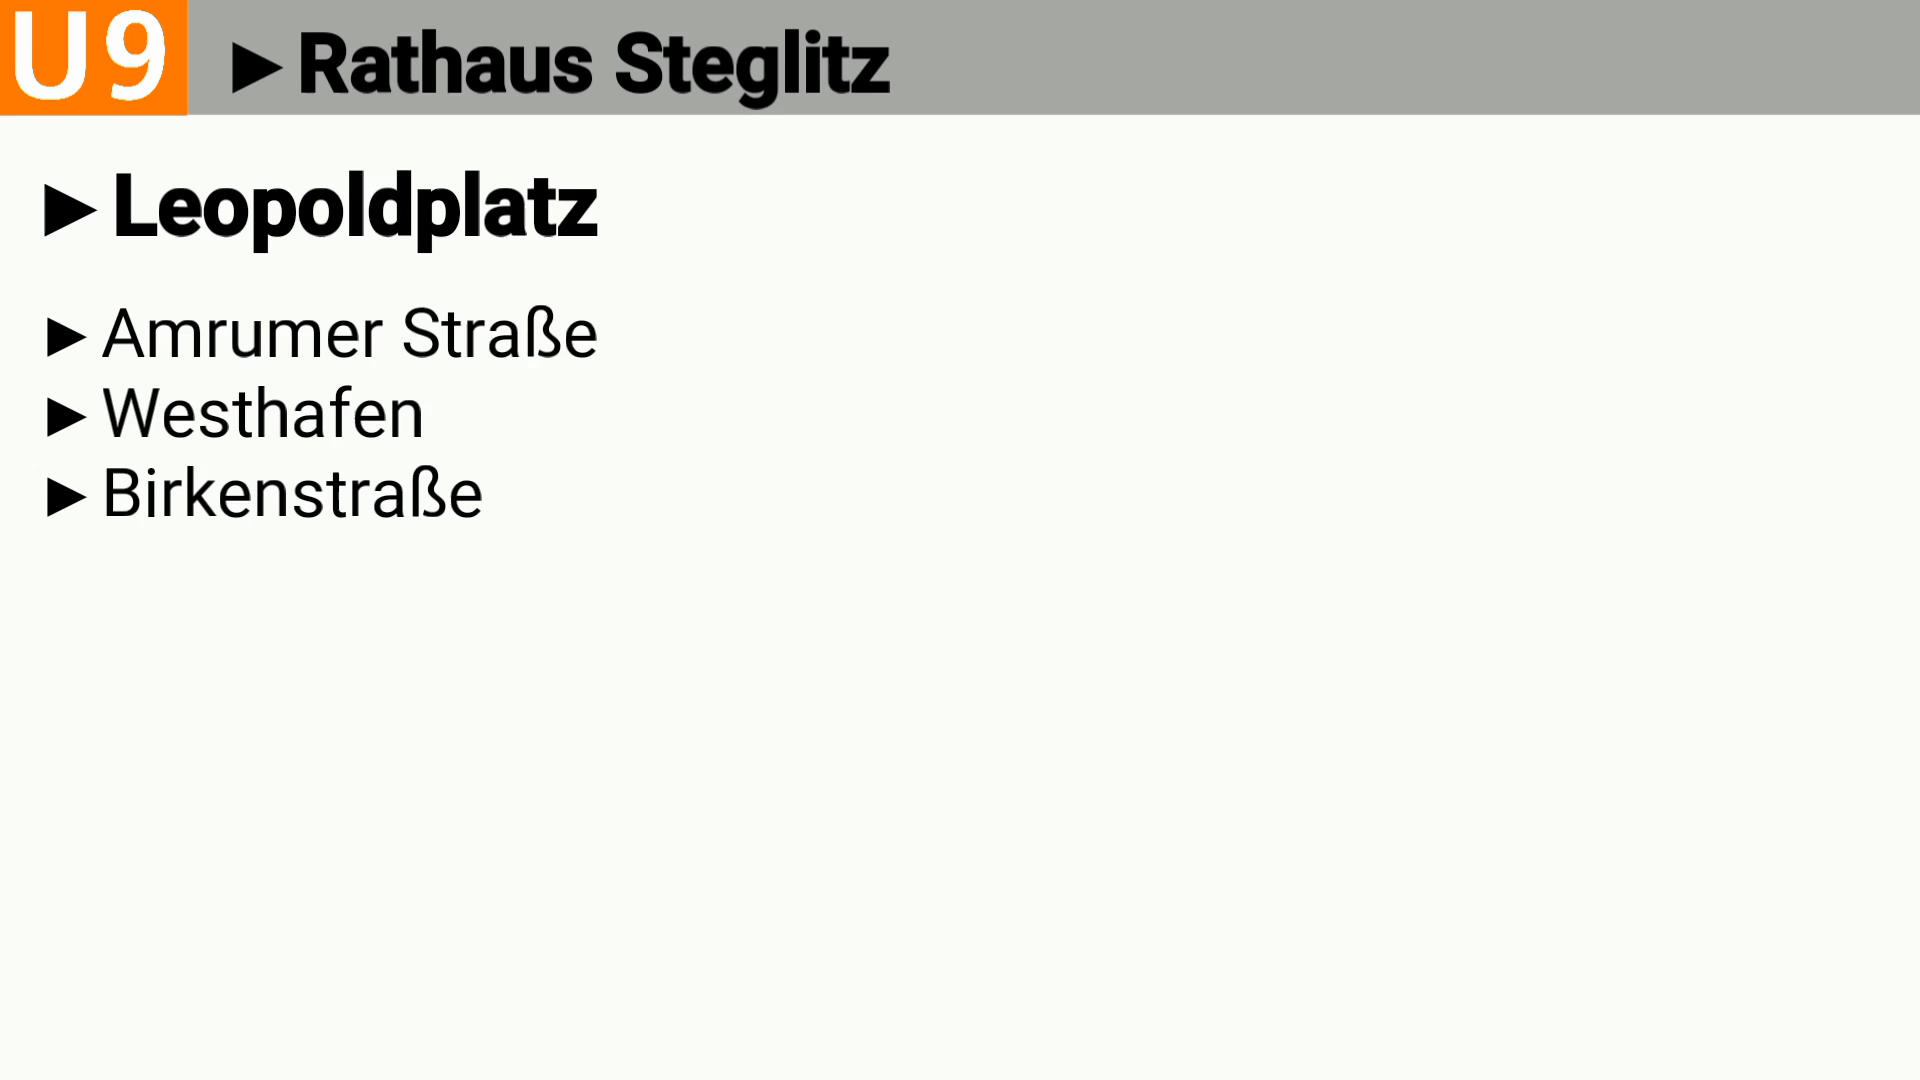 U9 ►Rathaus Steglitz
►Leopoldplatz
►Amrumer Straße
►Westhafen
►Birkenstraße